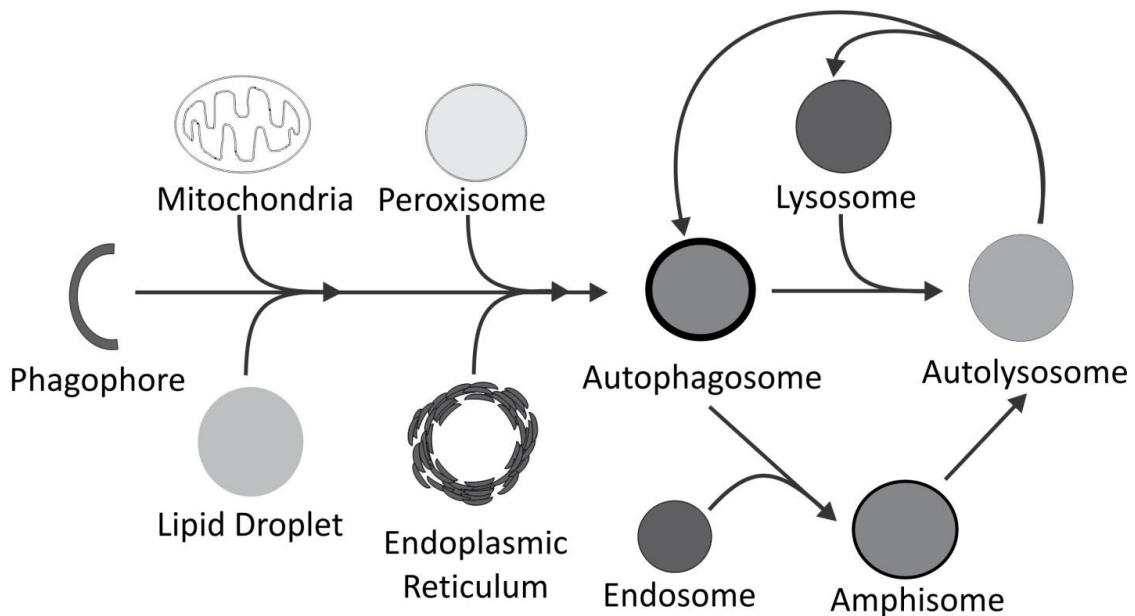 Mitochondria
Peroxisome
Lysosome
Phagophore
Autophagosome
Autolysosome
Lipid Droplet
Endoplasmic
Reticulum
Endosome
Amphisome